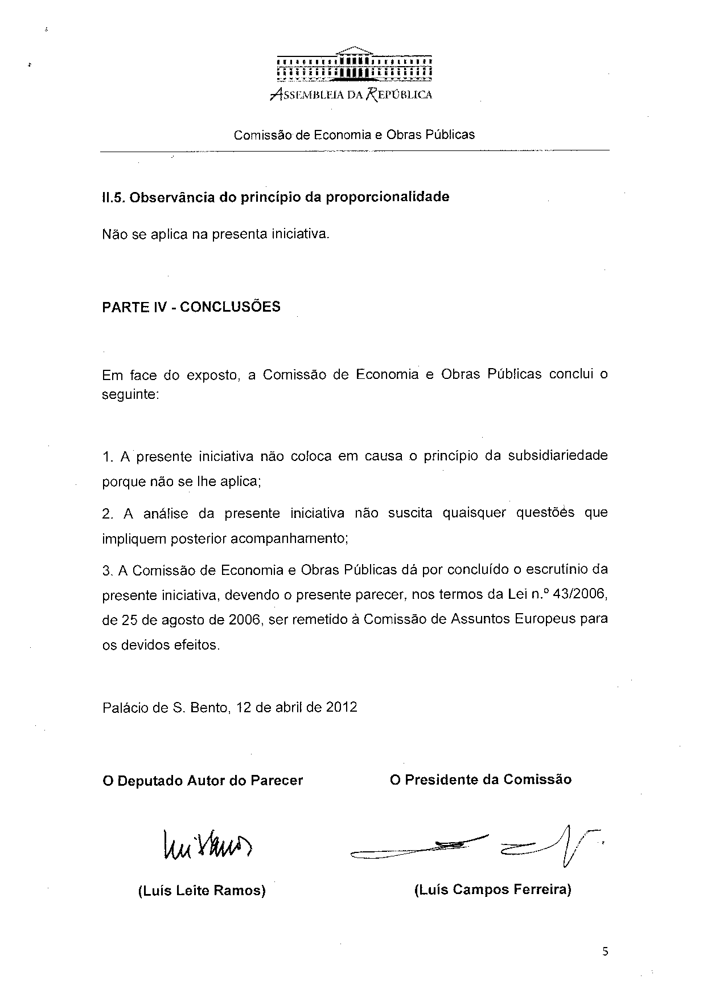 ASSEMBLEIA DA REPÚBLICA
Comissão de Economia e Obras Públicas
II.5. Observância do princípio da proporcionalidade
Não se aplica na presenta iniciativa.
PARTE IV - CONCLUSÕES
Em face do exposto, a Comissão de Economia e Obras Públicas conclui o
seguinte:
1. A presente iniciativa não coloca em causa o princípio da subsidiariedade
porque não se lhe aplica;
2. A análise da presente iniciativa não suscita quaisquer questões que
impliquem posterior acompanhamento;
3. A Comissão de Economia e Obras Públicas dá por concluído o escrutínio da
presente iniciativa, devendo o presente parecer, nos termos da Lei n.º 43/2006,
de 25 de agosto de 2006, ser remetido à Comissão de Assuntos Europeus para
os devidos efeitos.
Palácio de S. Bento, 12 de abril de 2012
O Deputado Autor do Parecer O Presidente da Comissão
(Luís Leite Ramos) (Luís Campos Ferreira)
5